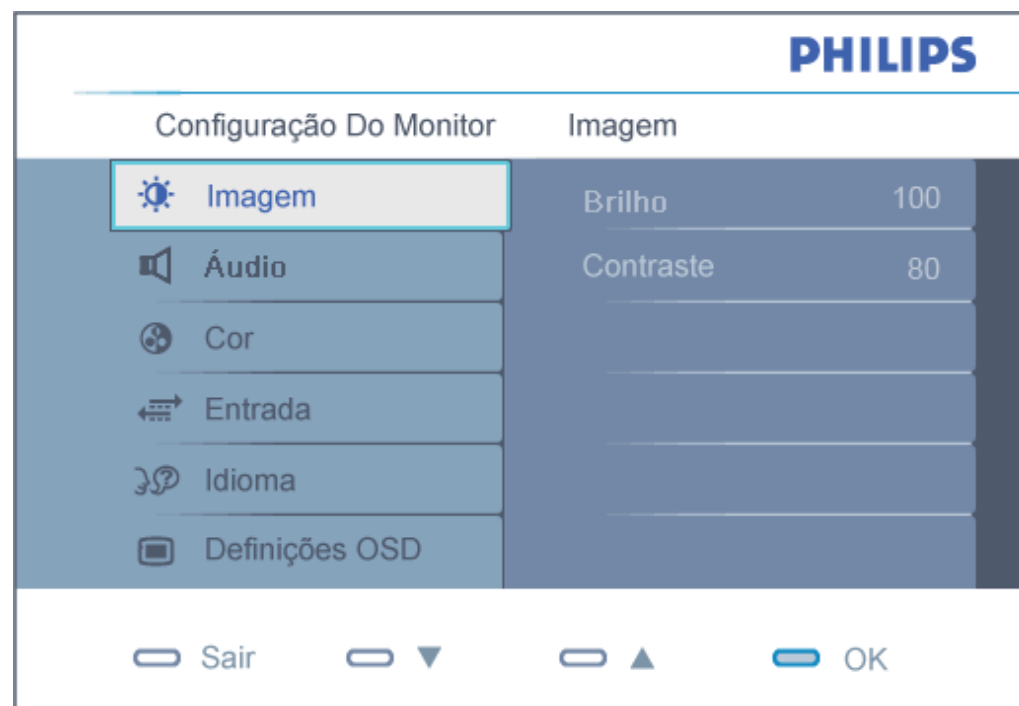 PHILIPS
Configuração Do Monitor Imagem
Imagem Brilho 100
Áudio Contraste 80
Cor
Entrada
Idioma
Definições OSD
Sair ▼ ▲ OK